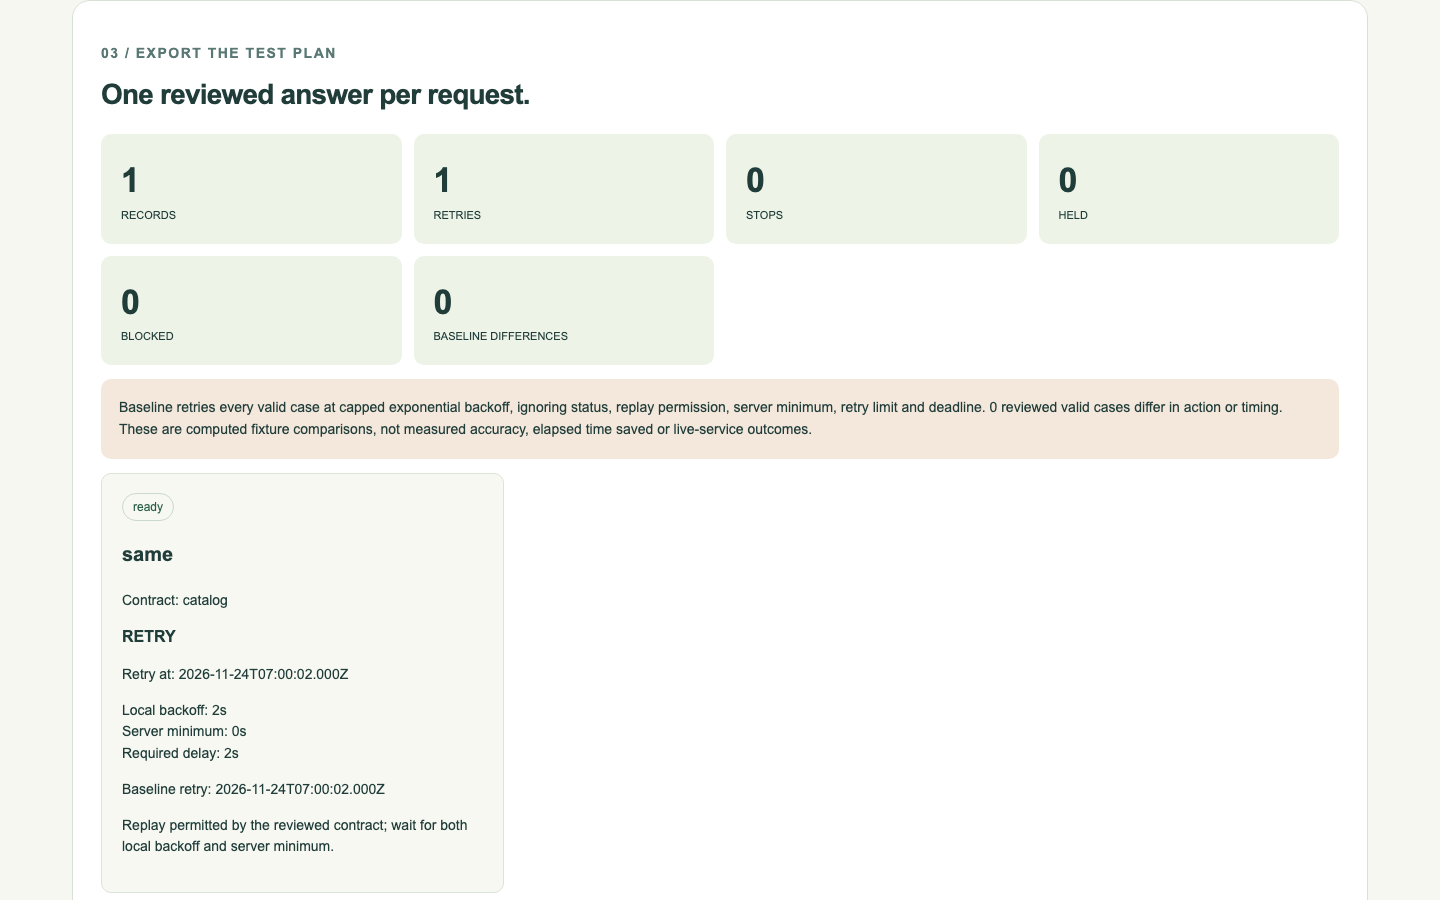 03 / EXPORT THE TEST PLAN
One reviewed answer per request.
1
RECORDS
1
RETRIES
0
STOPS
0
HELD
0
BLOCKED
0
BASELINE DIFFERENCES
Baseline retries every valid case at capped exponential backoff, ignoring status, replay permission, server minimum, retry limit and deadline. 0 reviewed valid cases differ in action or timing.
These are computed fixture comparisons, not measured accuracy, elapsed time saved or live-service outcomes.
ready
same
Contract: catalog
RETRY
Retry at: 2026-11-24T07:00:02.000Z
Local backoff: 2s
Server minimum: 0s
Required delay: 2s
Baseline retry: 2026-11-24T07:00:02.000Z
Replay permitted by the reviewed contract; wait for both
local backoff and server minimum.